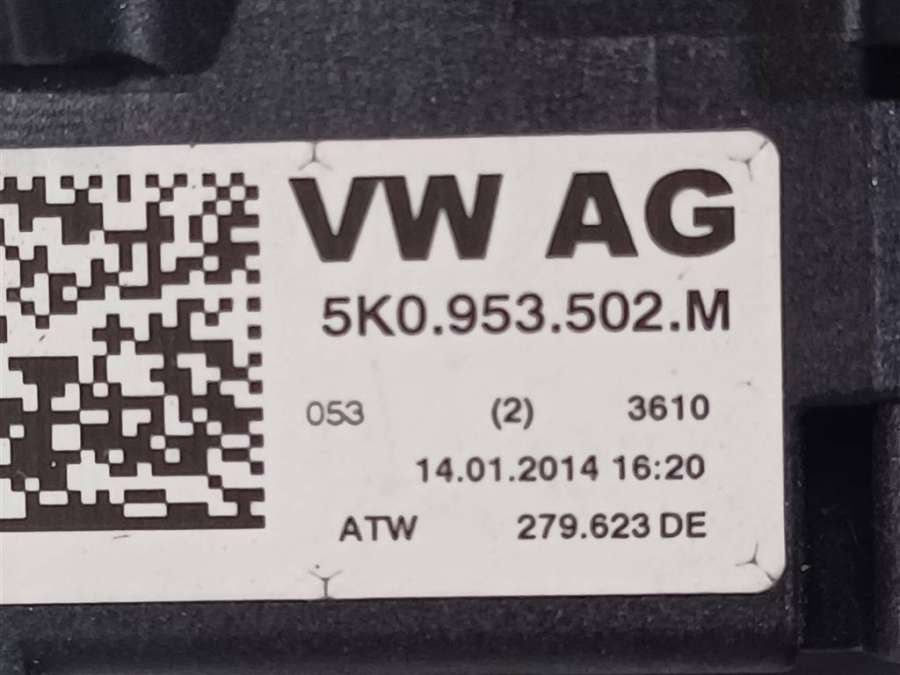 VW AG
5K0.953.502.M
053 (2) 3610
14.01.2014 16:20
ATW 279.623 DE